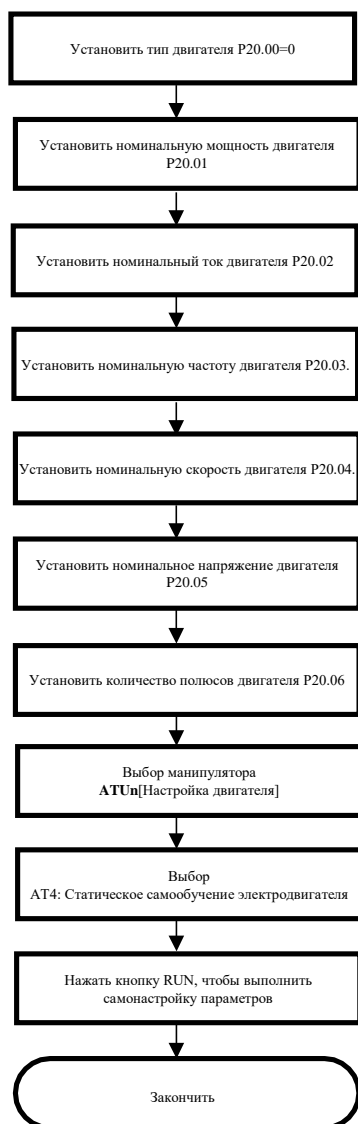 Установить тип двигателя P20.00=0
Установить номинальную мощность двигателя
P20.01
Установить номинальный ток двигателя P20.02
Установить номинальную частоту двигателя P20.03.
Установить номинальную скорость двигателя P20.04.
Установить номинальное напряжение двигателя
P20.05
Установить количество полюсов двигателя P20.06
Выбор манипулятора
ATUn[Настройка двигателя]
Выбор
AT4: Статическое самообучение электродвигателя
Нажать кнопку RUN, чтобы выполнить
самонастройку параметров
Закончить